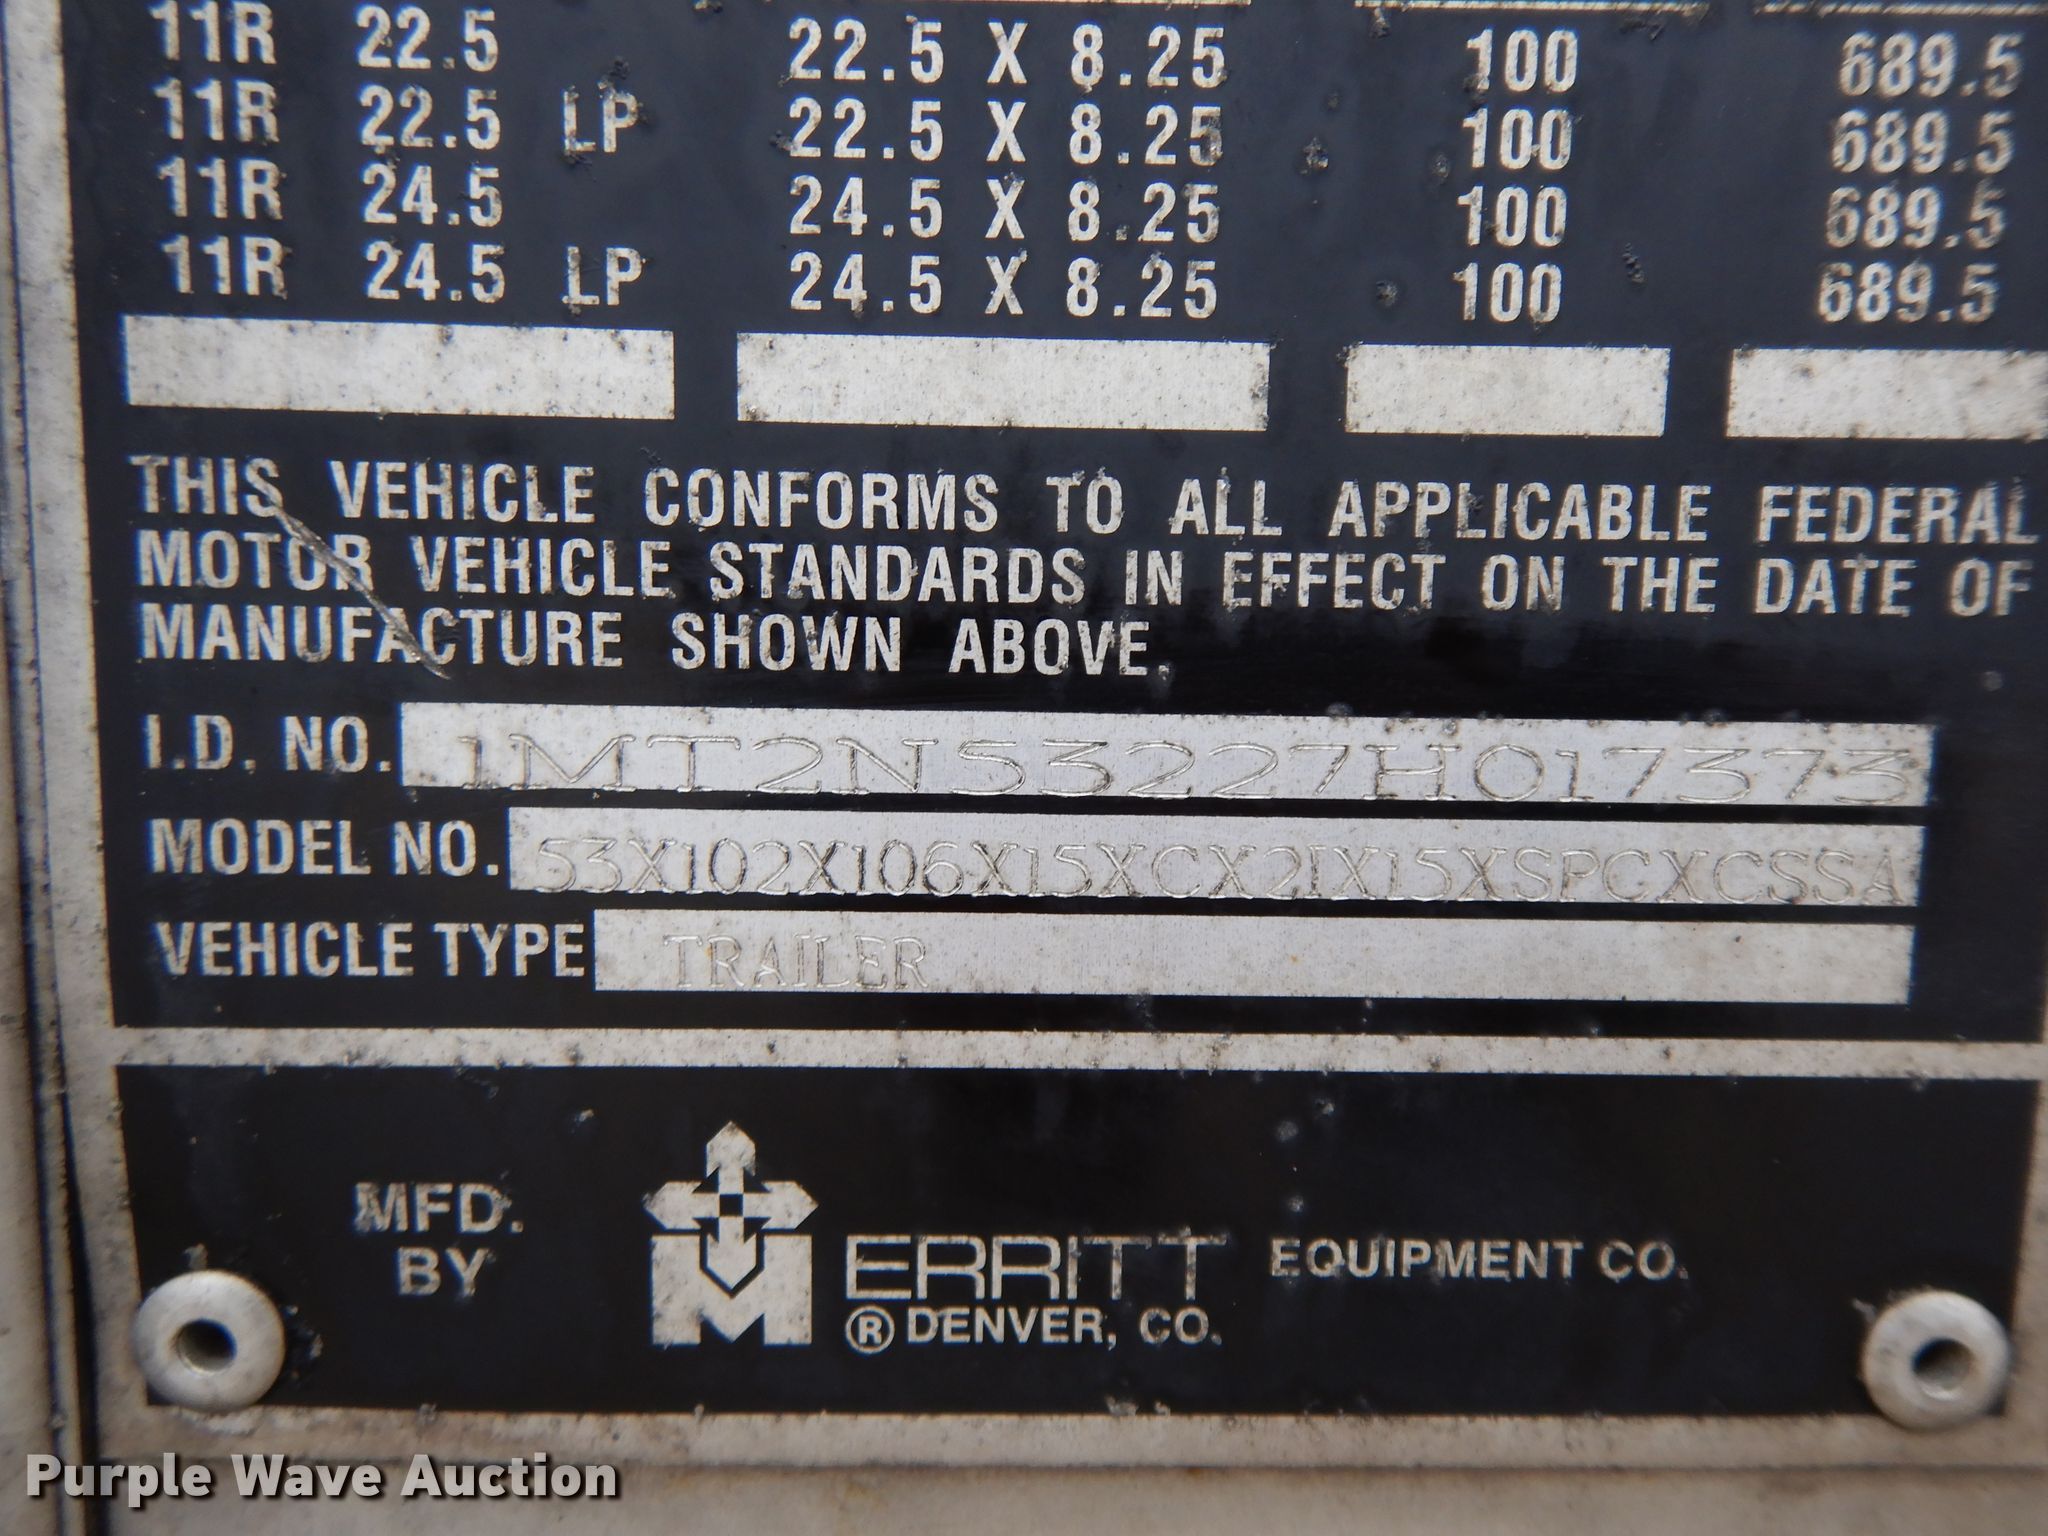 11R 22.5 22.5 X 8.25 100 689.5
11R 22.5 LP 22.5 X 8.25 100 689.5
11R 24.5 24.5 X 8.25 100 689.5
11R 24.5 LP 24.5 X 8.25 100 689.5
THIS VEHICLE CONFORMS TO ALL APPLICABLE FEDERAL
MOTOR VEHICLE STANDARDS IN EFFECT ON THE DATE OF
MANUFACTURE SHOWN ABOVE.
I.D. NO. 1MT2N53227H017373
MODEL NO. 53X102X106X15XCX2IX15XSPCXCSSA
VEHICLE TYPE TRAILER
MFD. BY
M ERRITT EQUIPMENT CO.
® DENVER, CO.
Purple Wave Auction